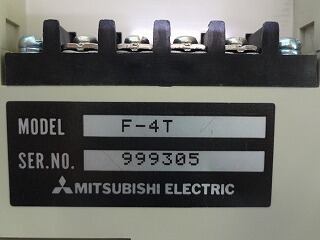 MODEL F-4T
SER.NO. 999305
MITSUBISHI ELECTRIC